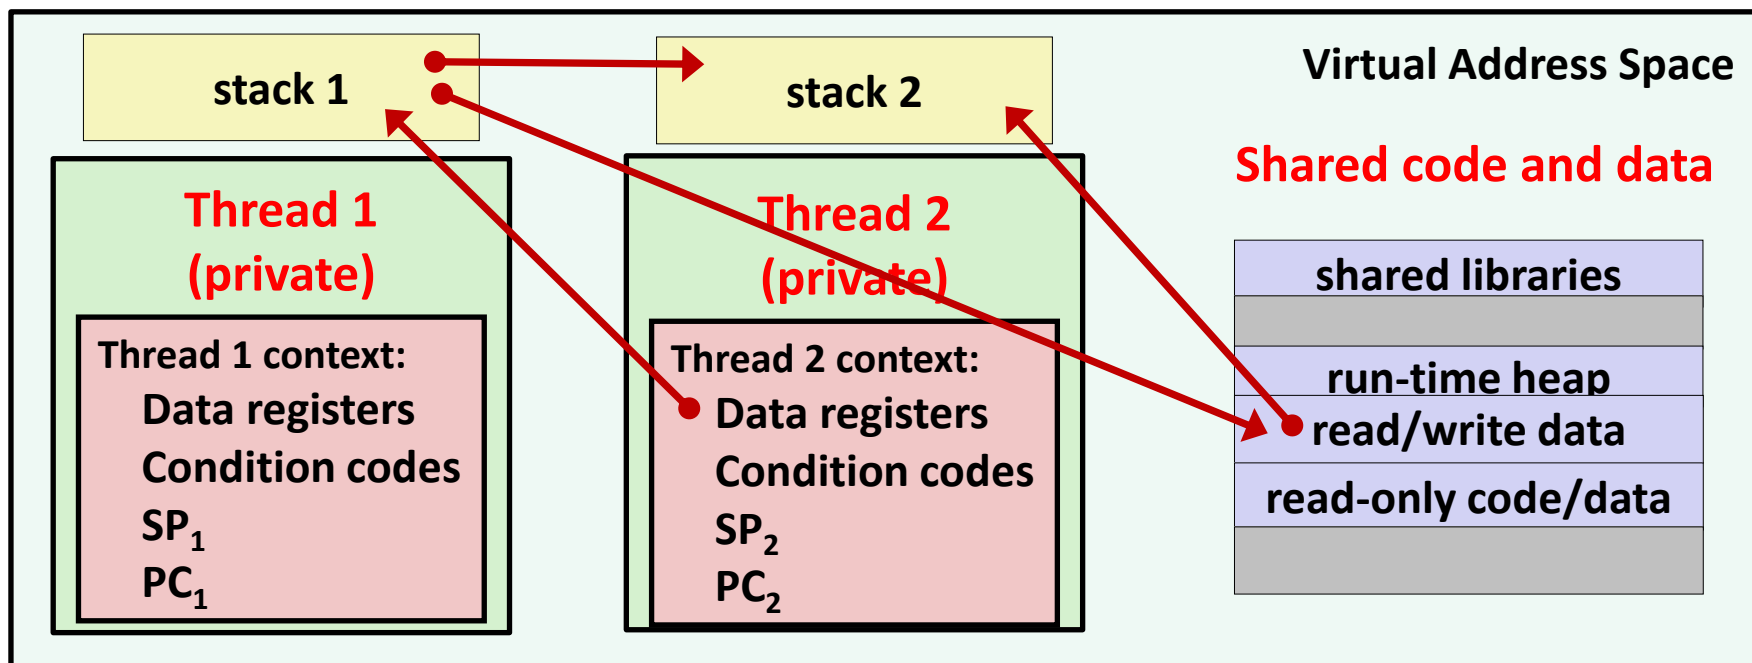 stack 1
stack 2
Virtual Address Space
Shared code and data
Thread 1
(private)
Thread 1 context:
Data registers
Condition codes
SP₁
PC₁
Thread 2
(private)
Thread 2 context:
Data registers
Condition codes
SP₂
PC₂
shared libraries
run-time heap
read/write data
read-only code/data